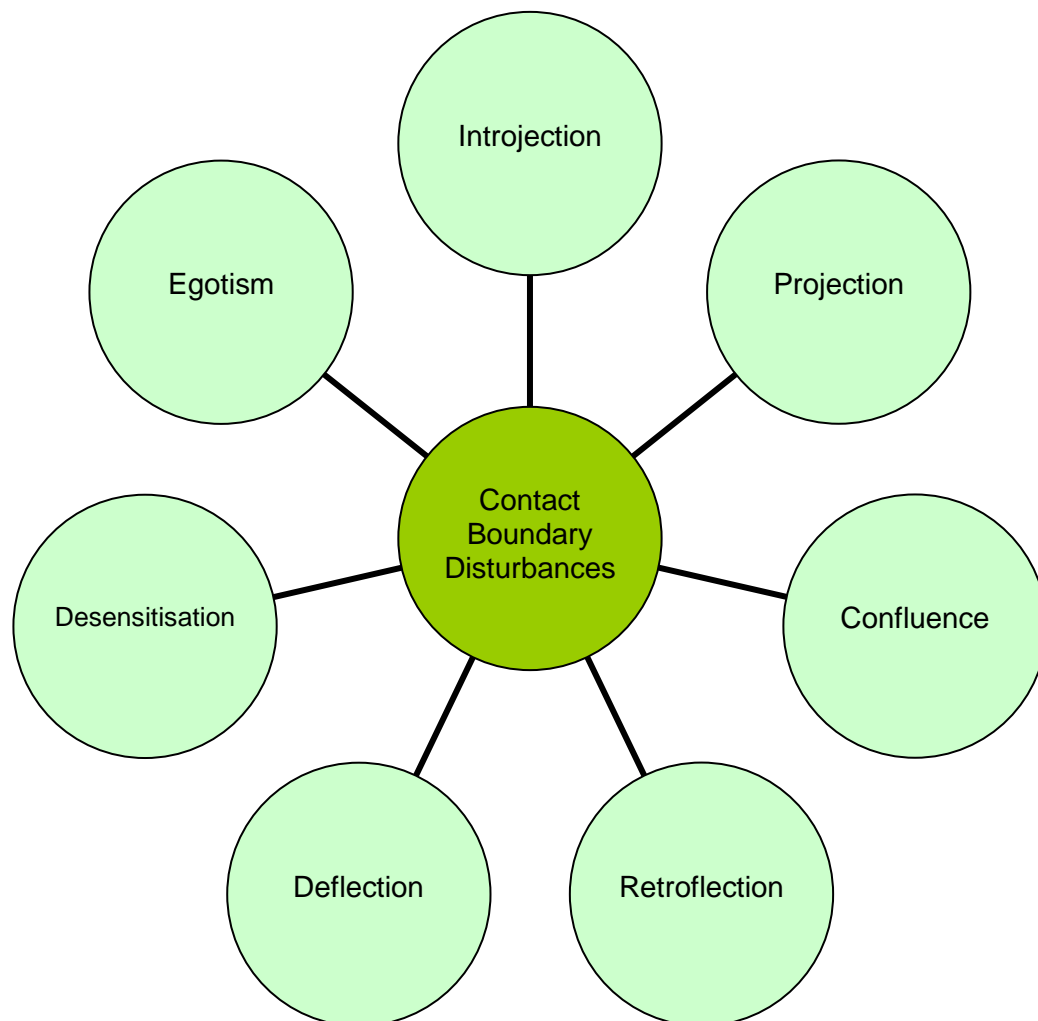 Introjection
Egotism
Projection
Contact
Boundary
Disturbances
Desensitisation
Confluence
Deflection
Retroflection